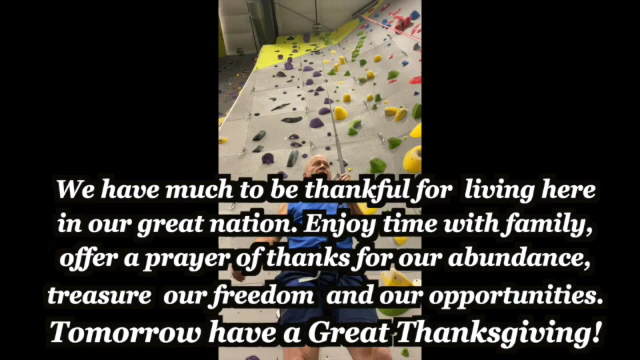 We have much to be thankful for living here
in our great nation. Enjoy time with family,
offer a prayer of thanks for our abundance,
treasure our freedom and our opportunities.
Tomorrow have a Great Thanksgiving!